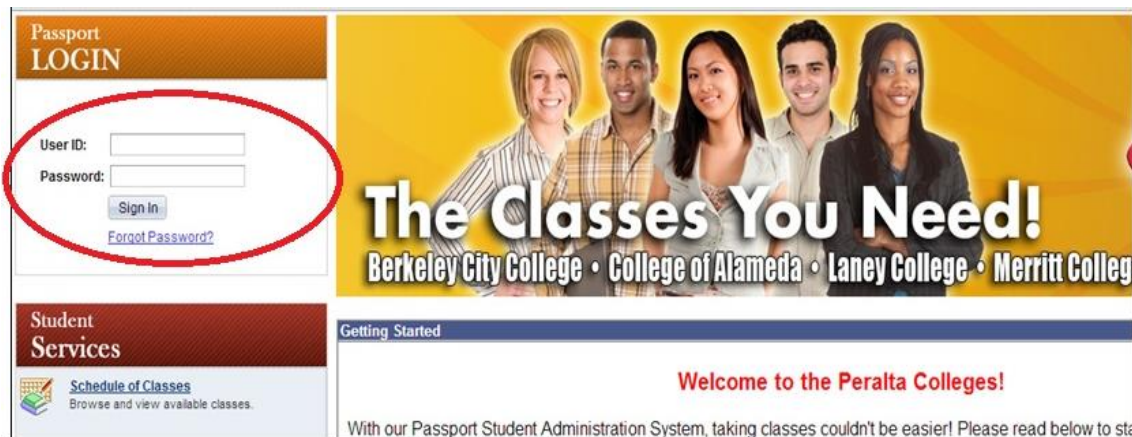 Passport
LOGIN
User ID:
Password:
Sign In
Forgot Password?
The Classes You Need!
Berkeley City College • College of Alameda • Laney College • Merritt Colleg
Student
Services
Schedule of Classes
Browse and view available classes.
Getting Started
Welcome to the Peralta Colleges!
With our Passport Student Administration System, taking classes couldn't be easier! Please read below to sta